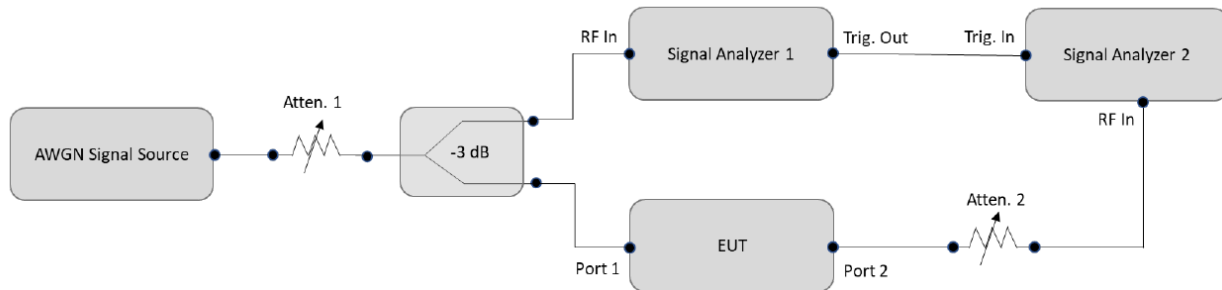 RF In
Signal Analyzer 1
Trig. Out
Trig. In
Signal Analyzer 2
RF In
Atten. 1
AWGN Signal Source
-3 dB
Atten. 2
EUT
Port 1
Port 2